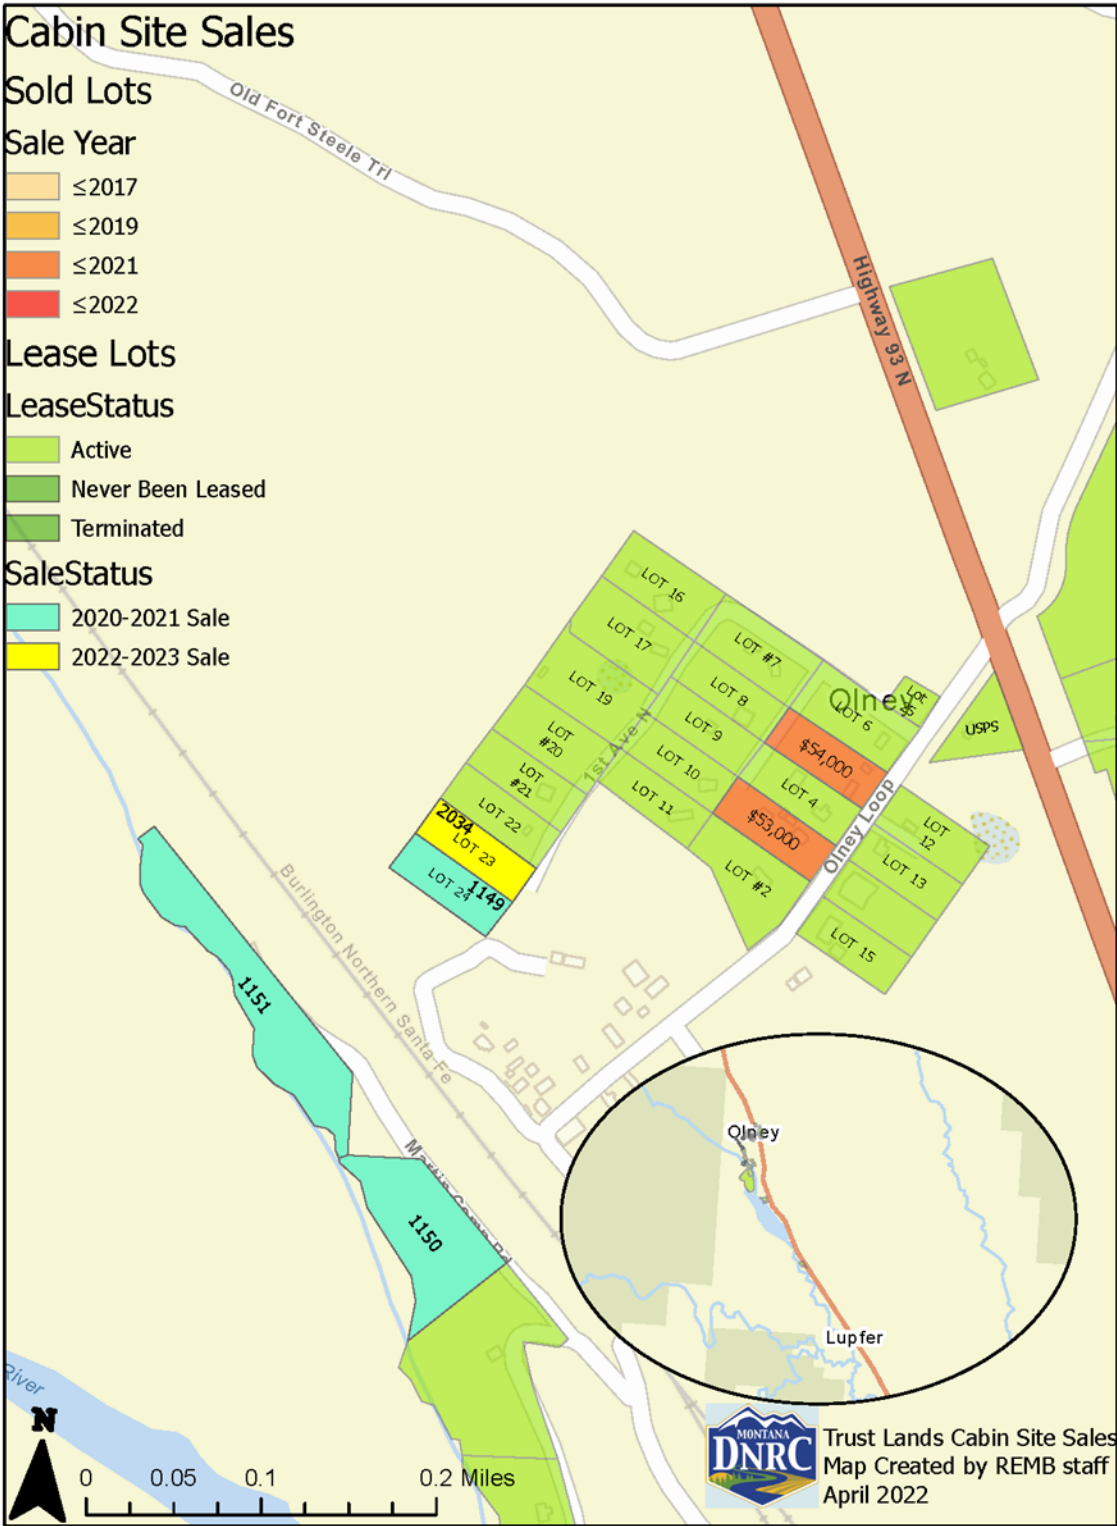 Cabin Site Sales
Sold Lots
Sale Year
≤2017
≤2019
≤2021
≤2022
Lease Lots
LeaseStatus
Active
Never Been Leased
Terminated
SaleStatus
2020-2021 Sale
2022-2023 Sale
Old Fort Steele Trl
Highway 93 N
LOT 16
LOT 17
LOT 19
LOT
#20
LOT
#21
LOT 22
2034
LOT 23
LOT 24
1149
1st Ave N
LOT #7
LOT 8
LOT 9
LOT 10
LOT 11
Olney
LOT 6
Lot
25
USPS
$54,000
LOT 4
$53,000
LOT #2
Olney Loop
LOT
12
LOT 13
LOT 15
Burlington Northern Santa Fe
1151
Martin Camp Rd
1150
Olney
Lupfer
River
N
0 0.05 0.1 0.2 Miles
MONTANA
DNRC
Trust Lands Cabin Site Sales
Map Created by REMB staff
April 2022